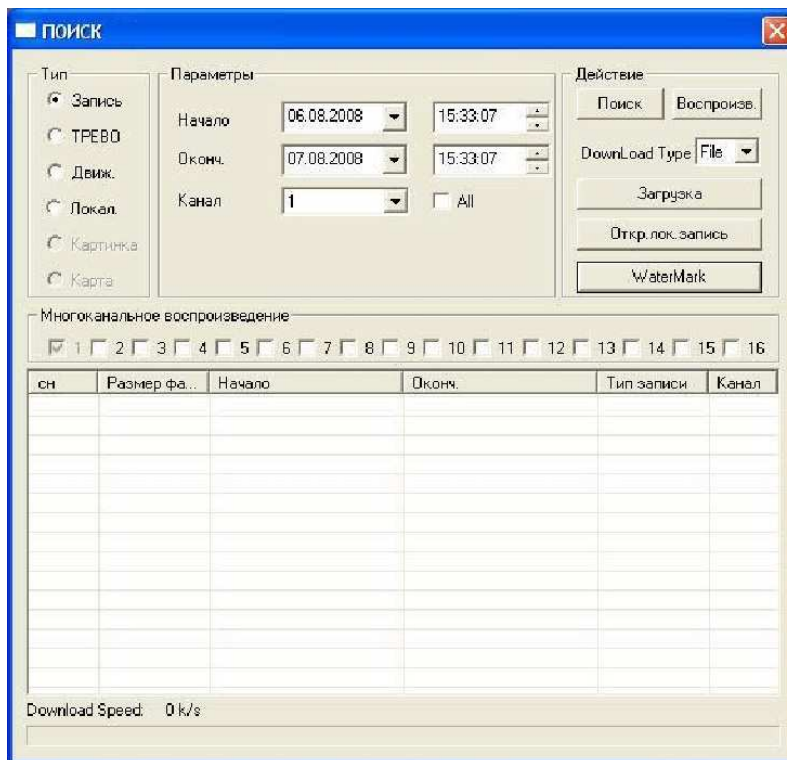 ПОИСК
Тип
Запись
ТРЕВО
Движ.
Локал.
Картинка
Карта
Параметры
Начало 06.08.2008 15:33:07
Оконч. 07.08.2008 15:33:07
Канал 1 All
Действие
Поиск Воспроизв.
DownLoad Type File
Загрузка
Откр.лок.запись
WaterMark
Многоканальное воспроизведение
1 2 3 4 5 6 7 8 9 10 11 12 13 14 15 16
сн Размер фа... Начало Оконч. Тип записи Канал
Download Speed: 0 k/s